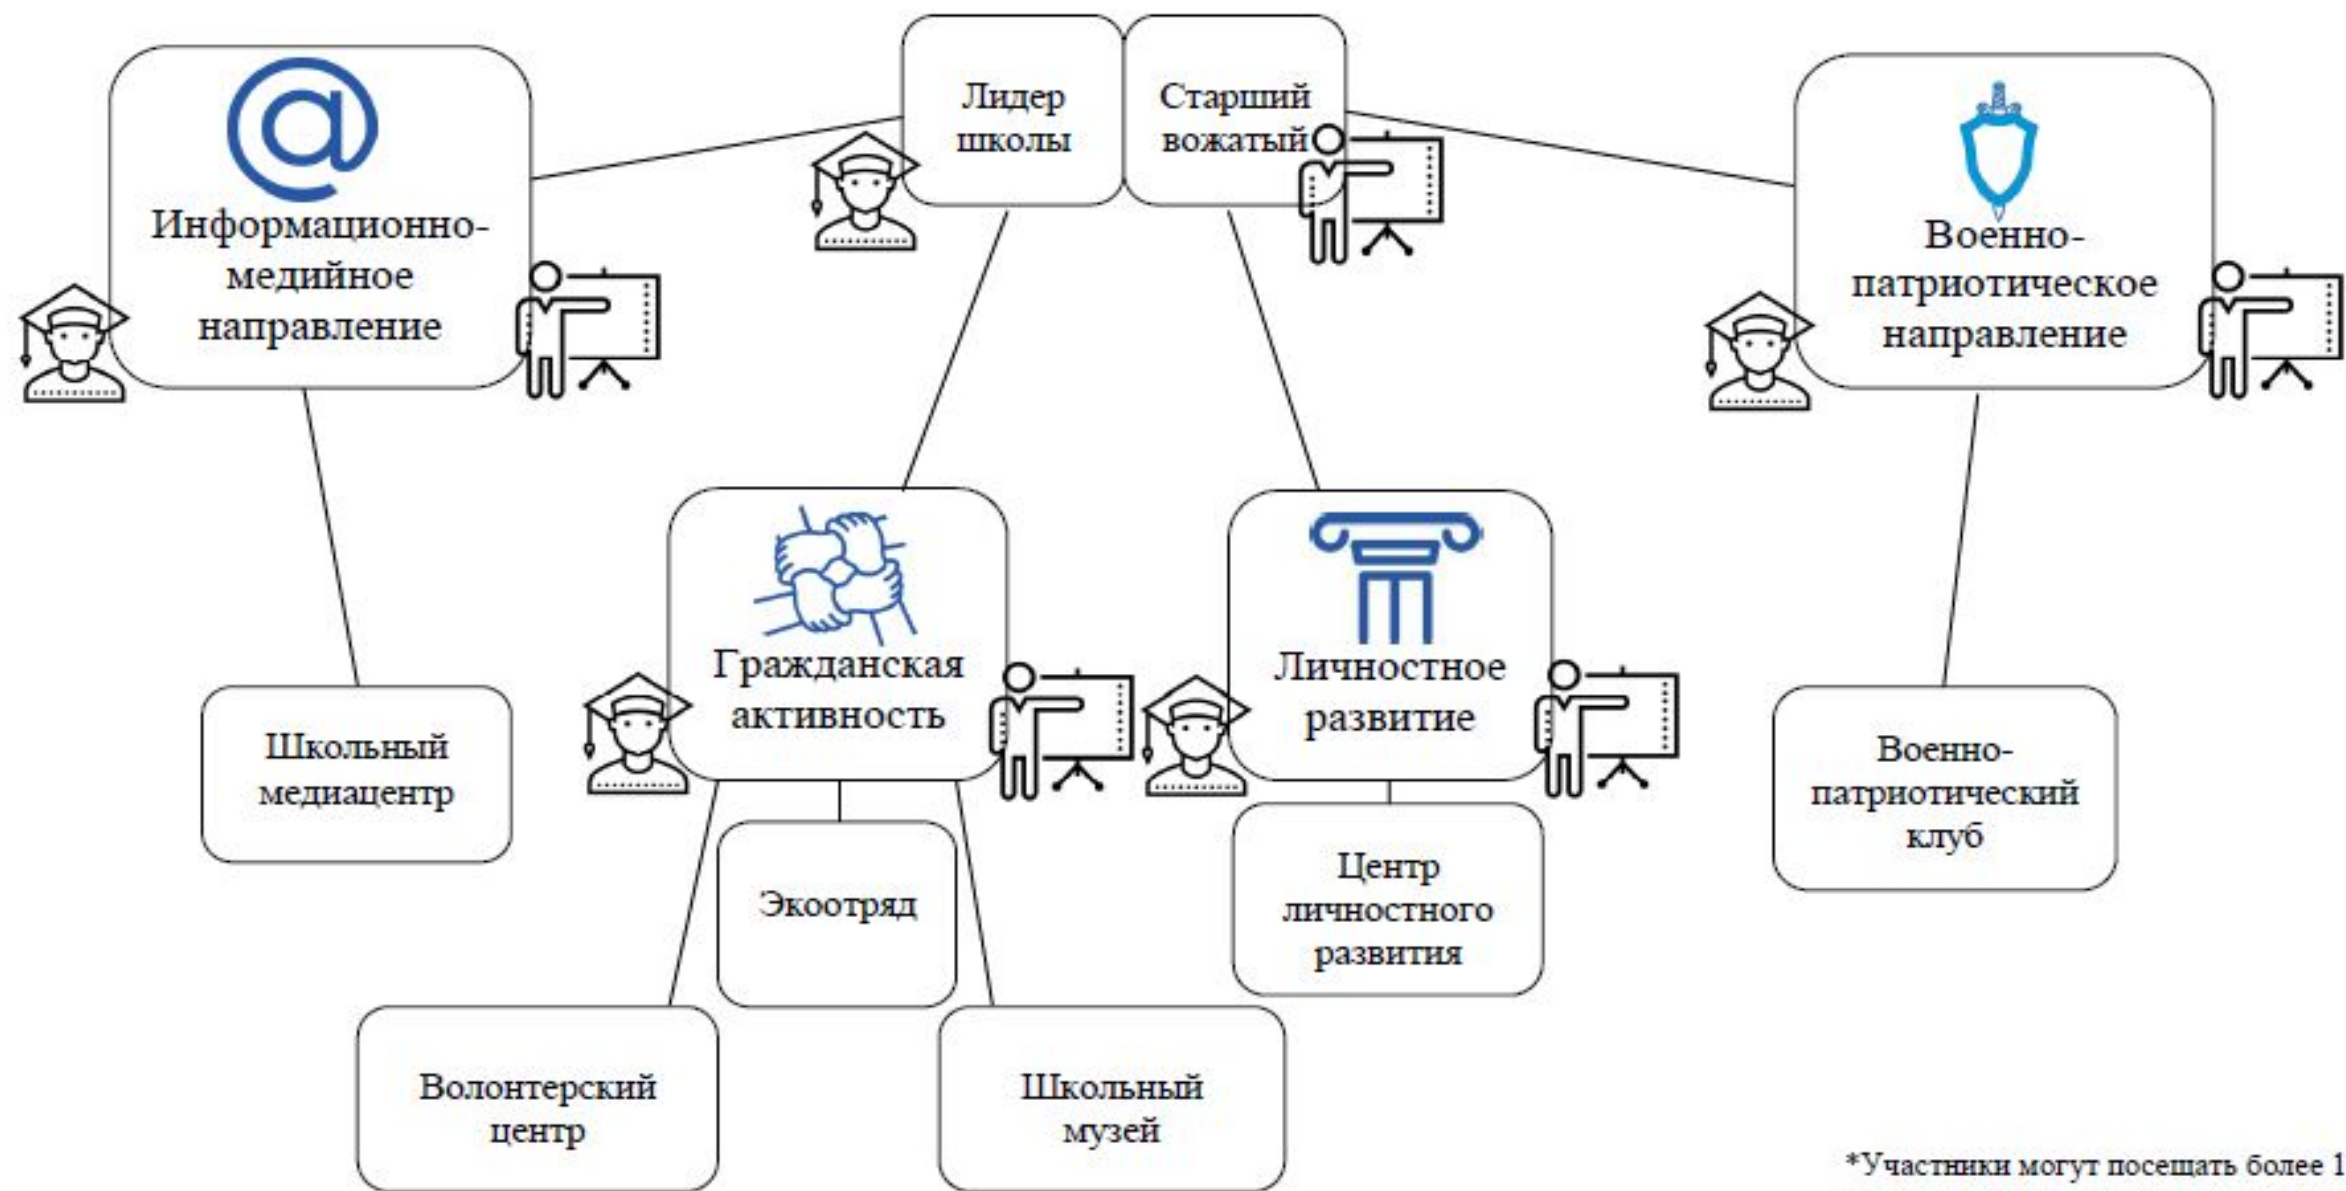 Лидер
школы
Старший
вожатый
Информационно-
медийное
направление
Военно-
патриотическое
направление
Гражданская
активность
Личностное
развитие
Школьный
медиацентр
Военно-
патриотический
клуб
Экоотряд
Центр
личностного
развития
Волонтерский
центр
Школьный
музей
*Участники могут посещать более 1